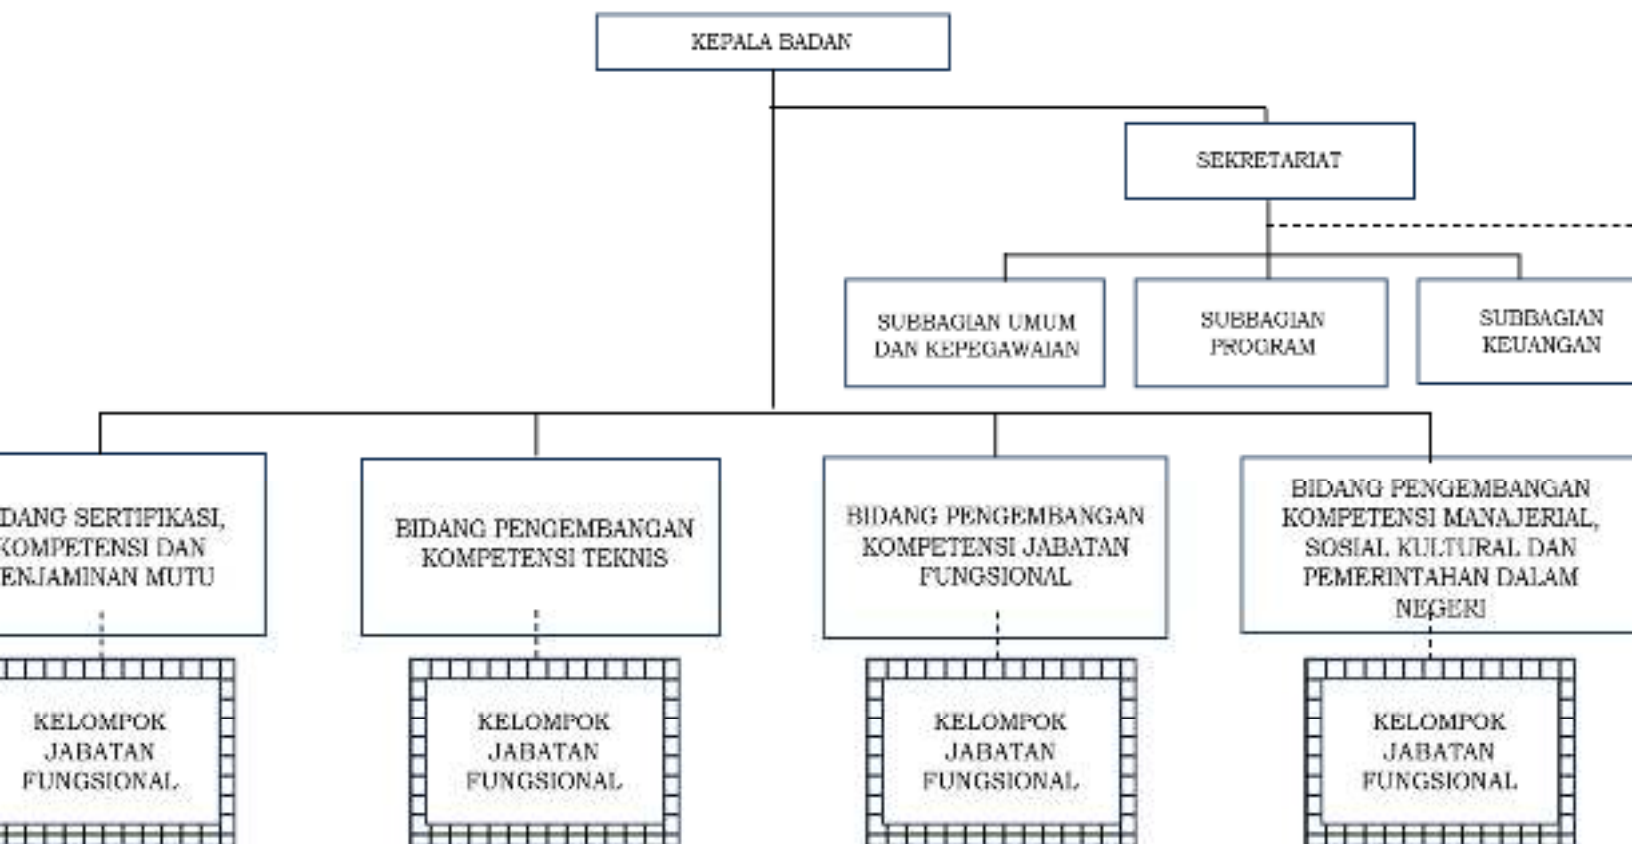 KEPALA BADAN
SEKRETARIAT
SUBBAGIAN UMUM
DAN KEPEGAWAIAN
SUBBAGIAN
PROGRAM
SUBBAGIAN
KEUANGAN
DANG SERTIFIKASI,
KOMPETENSI DAN
ENJAMINAN MUTU
BIDANG PENGEMBANGAN
KOMPETENSI TEKNIS
BIDANG PENGEMBANGAN
KOMPETENSI JABATAN
FUNGSIONAL
BIDANG PENGEMBANGAN
KOMPETENSI MANAJERIAL,
SOSIAL KULTURAL DAN
PEMERINTAHAN DALAM
NEGERI
KELOMPOK
JABATAN
FUNGSIONAL
KELOMPOK
JABATAN
FUNGSIONAL
KELOMPOK
JABATAN
FUNGSIONAL
KELOMPOK
JABATAN
FUNGSIONAL